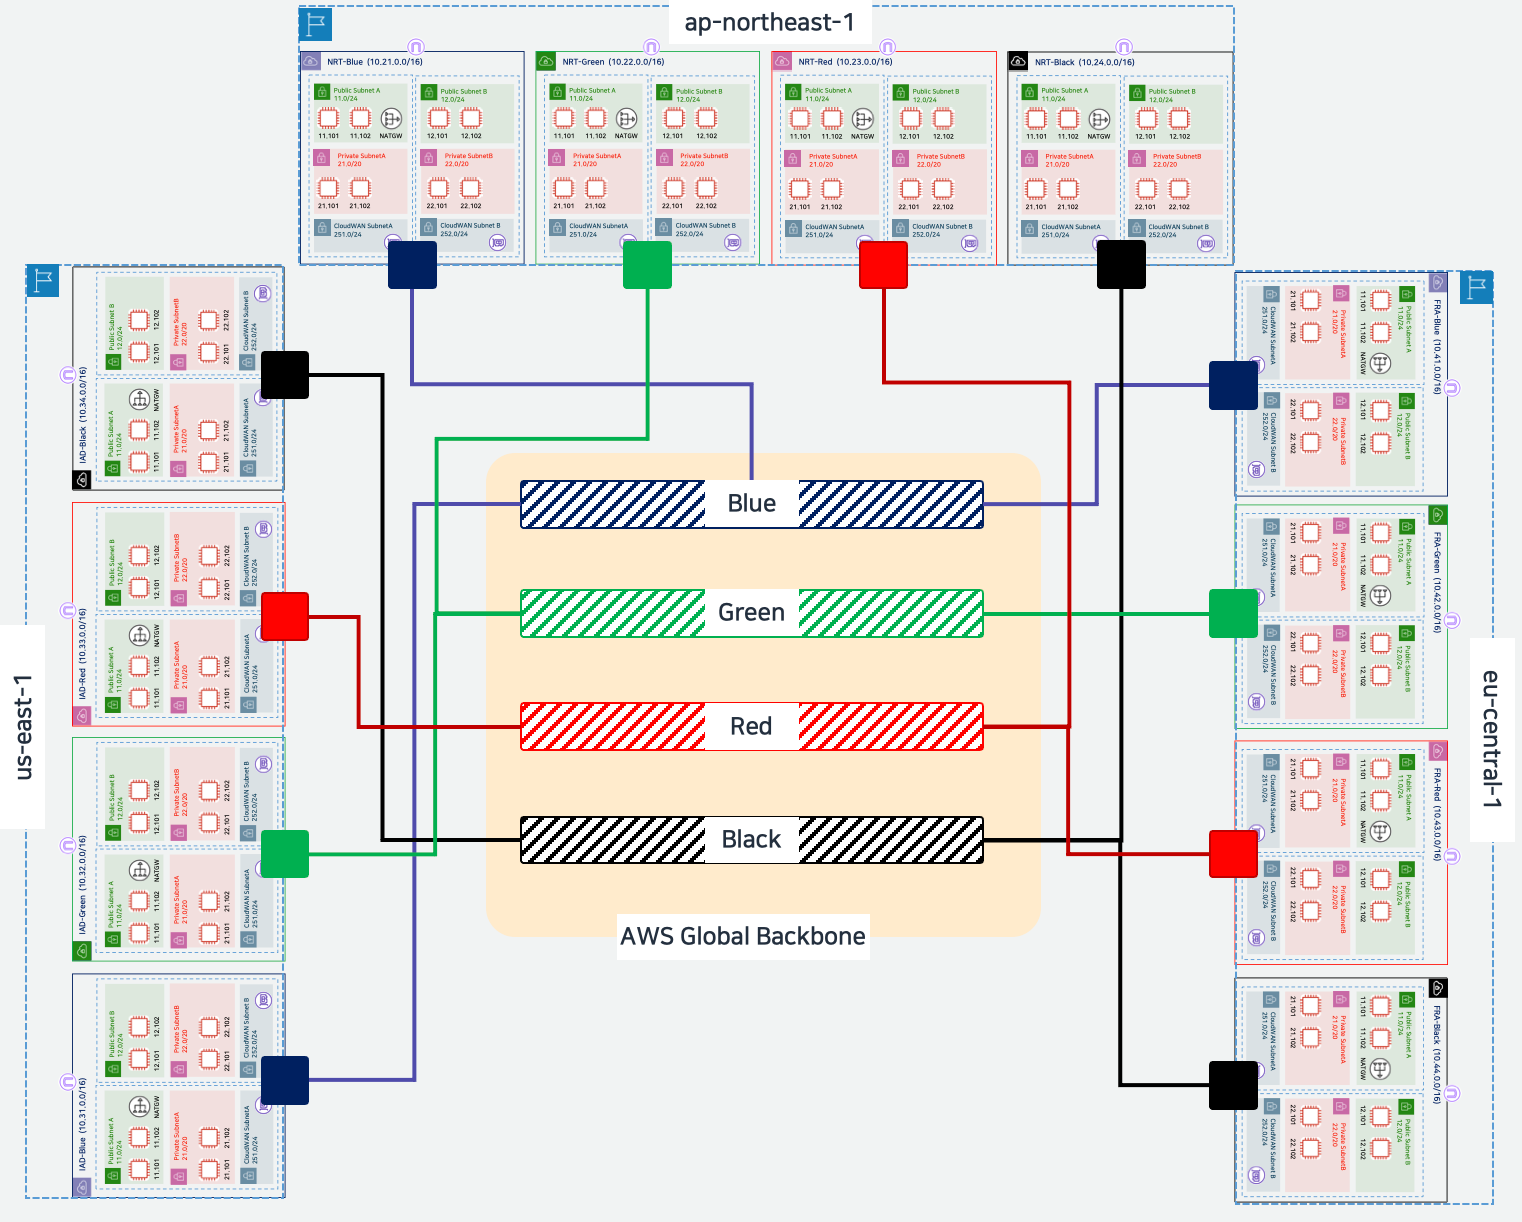 ap-northeast-1
NRT-Blue (10.21.0.0/16)
Public Subnet A
11.0/24
11,101 11,102 NATGW
Public Subnet B
12.0/24
12,101 12,102
Private SubnetA
21.0/20
21,101 21,102
Private SubnetB
22.0/20
22,101 22,102
CloudWAN SubnetA
251.0/24
CloudWAN Subnet B
252.0/24
NRT-Green (10.22.0.0/16)
Public Subnet A
11.0/24
11,101 11,102 NATGW
Public Subnet B
12.0/24
12,101 12,102
Private SubnetA
21.0/20
21,101 21,102
Private SubnetB
22.0/20
22,101 22,102
CloudWAN SubnetA
251.0/24
CloudWAN Subnet B
252.0/24
NRT-Red (10.23.0.0/16)
Public Subnet A
11.0/24
11,101 11,102 NATGW
Public Subnet B
12.0/24
12,101 12,102
Private SubnetA
21.0/20
21,101 21,102
Private SubnetB
22.0/20
22,101 22,102
CloudWAN SubnetA
251.0/24
CloudWAN Subnet B
252.0/24
NRT-Black (10.24.0.0/16)
Public Subnet A
11.0/24
11,101 11,102 NATGW
Public Subnet B
12.0/24
12,101 12,102
Private SubnetA
21.0/20
21,101 21,102
Private SubnetB
22.0/20
22,101 22,102
CloudWAN SubnetA
251.0/24
CloudWAN Subnet B
252.0/24
us-east-1
IAD-Black (10.34.0.0/16)
Public Subnet A
11.0/24
11,101 11,102 NATGW
Public Subnet B
12.0/24
12,101 12,102
Private SubnetA
21.0/20
21,101 21,102
Private SubnetB
22.0/20
22,101 22,102
CloudWAN SubnetA
251.0/24
CloudWAN Subnet B
252.0/24
IAD-Red (10.33.0.0/16)
Public Subnet A
11.0/24
11,101 11,102 NATGW
Public Subnet B
12.0/24
12,101 12,102
Private SubnetA
21.0/20
21,101 21,102
Private SubnetB
22.0/20
22,101 22,102
CloudWAN SubnetA
251.0/24
CloudWAN Subnet B
252.0/24
IAD-Green (10.32.0.0/16)
Public Subnet A
11.0/24
11,101 11,102 NATGW
Public Subnet B
12.0/24
12,101 12,102
Private SubnetA
21.0/20
21,101 21,102
Private SubnetB
22.0/20
22,101 22,102
CloudWAN SubnetA
251.0/24
CloudWAN Subnet B
252.0/24
IAD-Blue (10.31.0.0/16)
Public Subnet A
11.0/24
11,101 11,102 NATGW
Public Subnet B
12.0/24
12,101 12,102
Private SubnetA
21.0/20
21,101 21,102
Private SubnetB
22.0/20
22,101 22,102
CloudWAN SubnetA
251.0/24
CloudWAN Subnet B
252.0/24
Blue
Green
Red
Black
AWS Global Backbone
eu-central-1
FRA-Blue (10.41.0.0/16)
Public Subnet A
11.0/24
11,101 11,102 NATGW
Public Subnet B
12.0/24
12,101 12,102
Private SubnetA
21.0/20
21,101 21,102
Private SubnetB
22.0/20
22,101 22,102
CloudWAN SubnetA
251.0/24
CloudWAN Subnet B
252.0/24
FRA-Green (10.42.0.0/16)
Public Subnet A
11.0/24
11,101 11,102 NATGW
Public Subnet B
12.0/24
12,101 12,102
Private SubnetA
21.0/20
21,101 21,102
Private SubnetB
22.0/20
22,101 22,102
CloudWAN SubnetA
251.0/24
CloudWAN Subnet B
252.0/24
FRA-Red (10.43.0.0/16)
Public Subnet A
11.0/24
11,101 11,102 NATGW
Public Subnet B
12.0/24
12,101 12,102
Private SubnetA
21.0/20
21,101 21,102
Private SubnetB
22.0/20
22,101 22,102
CloudWAN SubnetA
251.0/24
CloudWAN Subnet B
252.0/24
FRA-Black (10.44.0.0/16)
Public Subnet A
11.0/24
11,101 11,102 NATGW
Public Subnet B
12.0/24
12,101 12,102
Private SubnetA
21.0/20
21,101 21,102
Private SubnetB
22.0/20
22,101 22,102
CloudWAN SubnetA
251.0/24
CloudWAN Subnet B
252.0/24